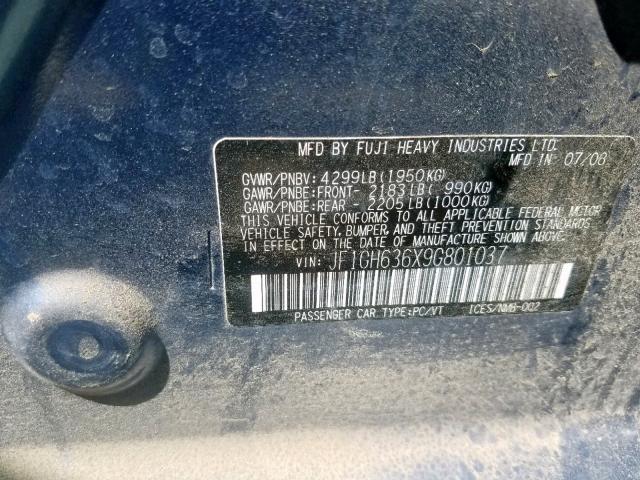 MFD BY FUJI HEAVY INDUSTRIES LTD.
MFD IN: 07/08
GVWR/PNBV: 4299LB(1950KG)
GAWR/PNBE:FRONT- 2183LB( 990KG)
GAWR/PNBE:REAR - 2205LB(1000KG)
THIS VEHICLE CONFORMS TO ALL APPLICABLE FEDERAL MOTOR
VEHICLE SAFETY, BUMPER, AND THEFT PREVENTION STANDARDS
IN EFFECT ON THE DATE OF MANUFACTURE SHOWN ABOVE.
VIN: JF1GH636X9G801037
PASSENGER CAR TYPE:PC/VT ICES/NMB-002